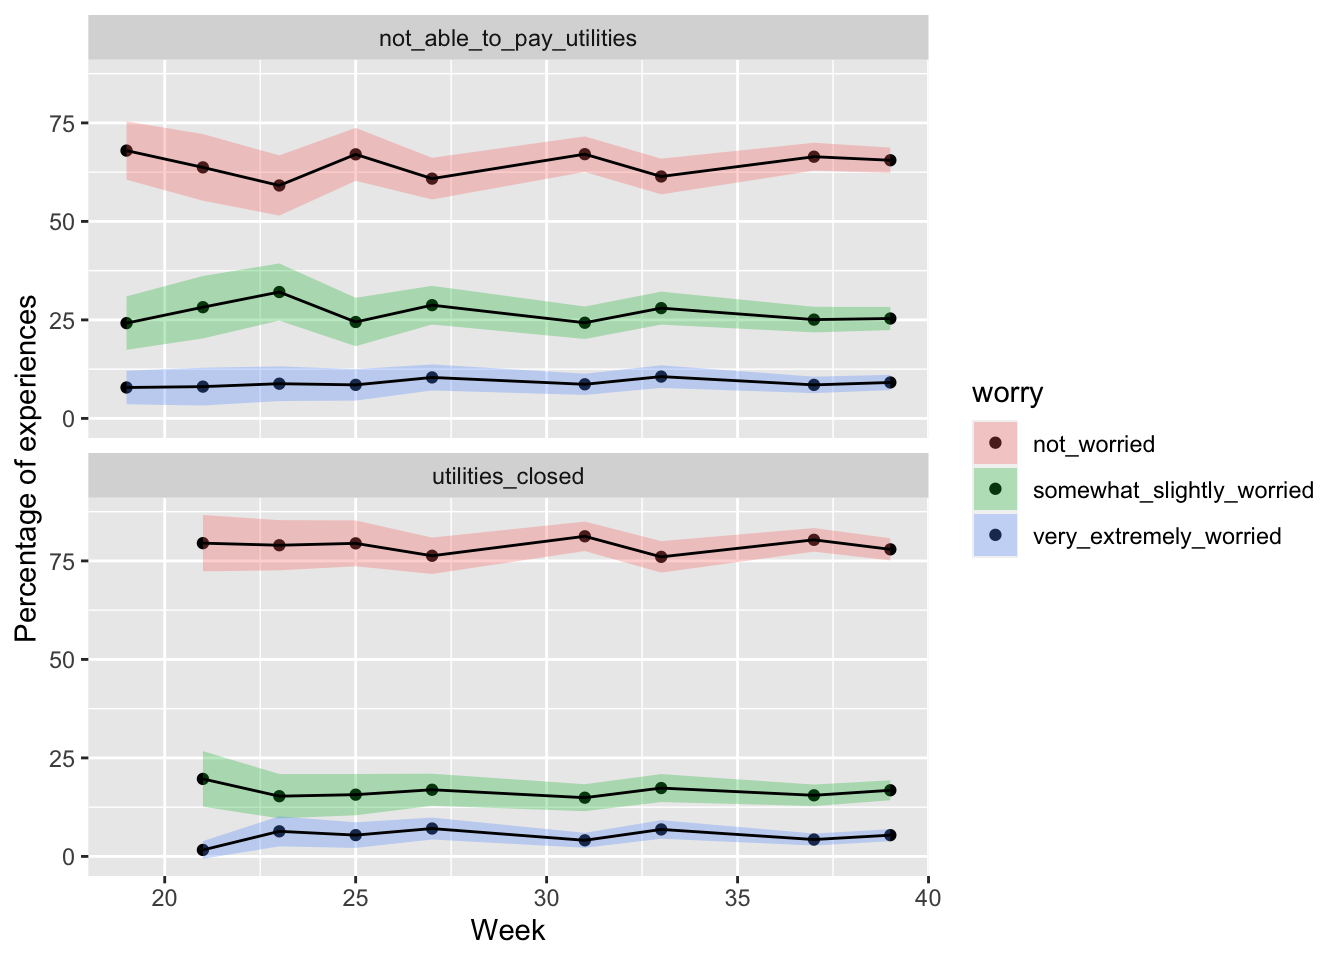 not_able_to_pay_utilities
75
50
25
0
utilities_closed
75
50
25
0
20 25 30 35 40
Week
Percentage of experiences
worry
not_worried
somewhat_slightly_worried
very_extremely_worried